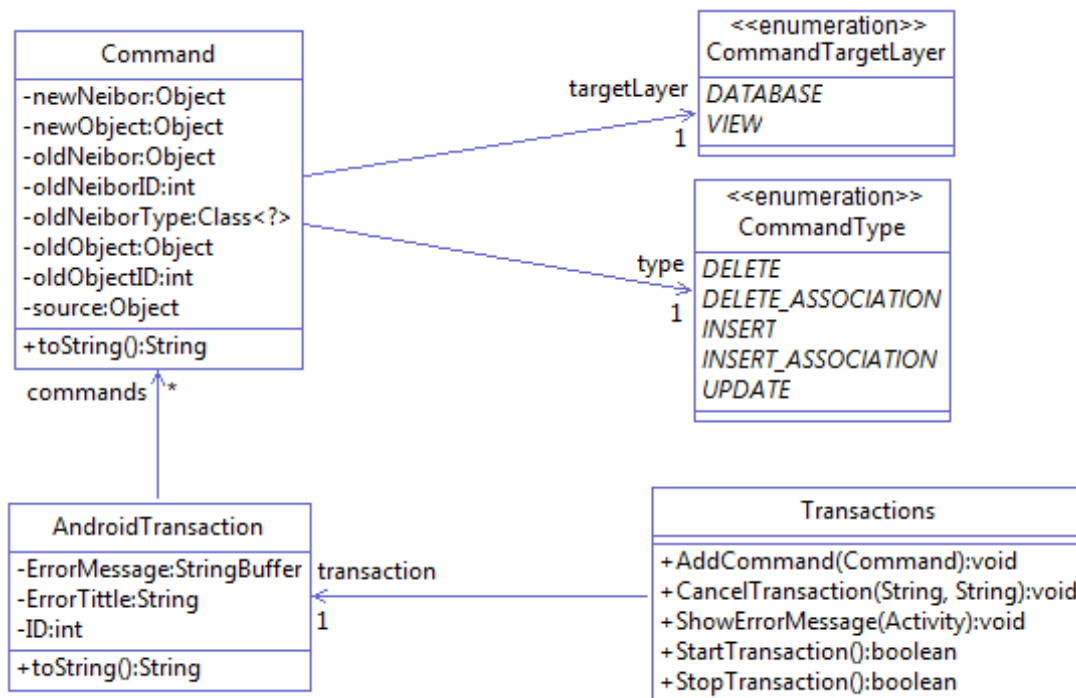 Command
-newNeibor:Object
-newObject:Object
-oldNeibor:Object
-oldNeiborID:int
-oldNeiborType:Class<?>
-oldObject:Object
-oldObjectID:int
-source:Object
+toString():String
<<enumeration>>
CommandTargetLayer
DATABASE
VIEW
targetLayer
1
<<enumeration>>
CommandType
DELETE
DELETE_ASSOCIATION
INSERT
INSERT_ASSOCIATION
UPDATE
type
1
commands
*
AndroidTransaction
-ErrorMessage:StringBuffer
-ErrorTittle:String
-ID:int
+toString():String
transaction
1
Transactions
+AddCommand(Command):void
+CancelTransaction(String, String):void
+ShowErrorMessage(Activity):void
+StartTransaction():boolean
+StopTransaction():boolean